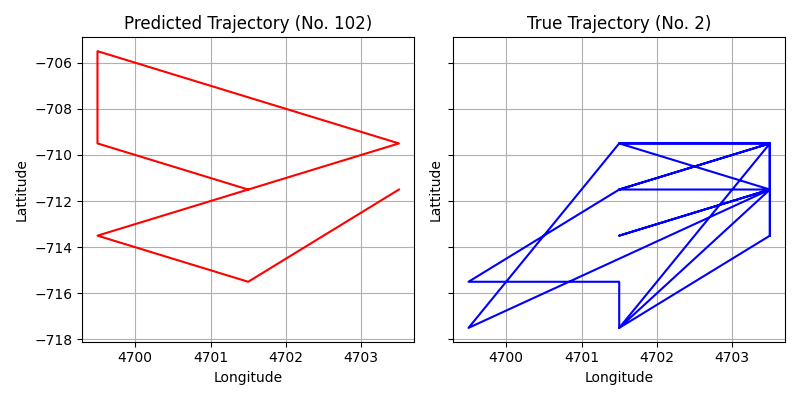 Predicted Trajectory (No. 102)
True Trajectory (No. 2)
Lattitude
Lattitude
−706
−708
−710
−712
−714
−716
−718
4700
4701
4702
4703
4700
4701
4702
4703
Longitude
Longitude